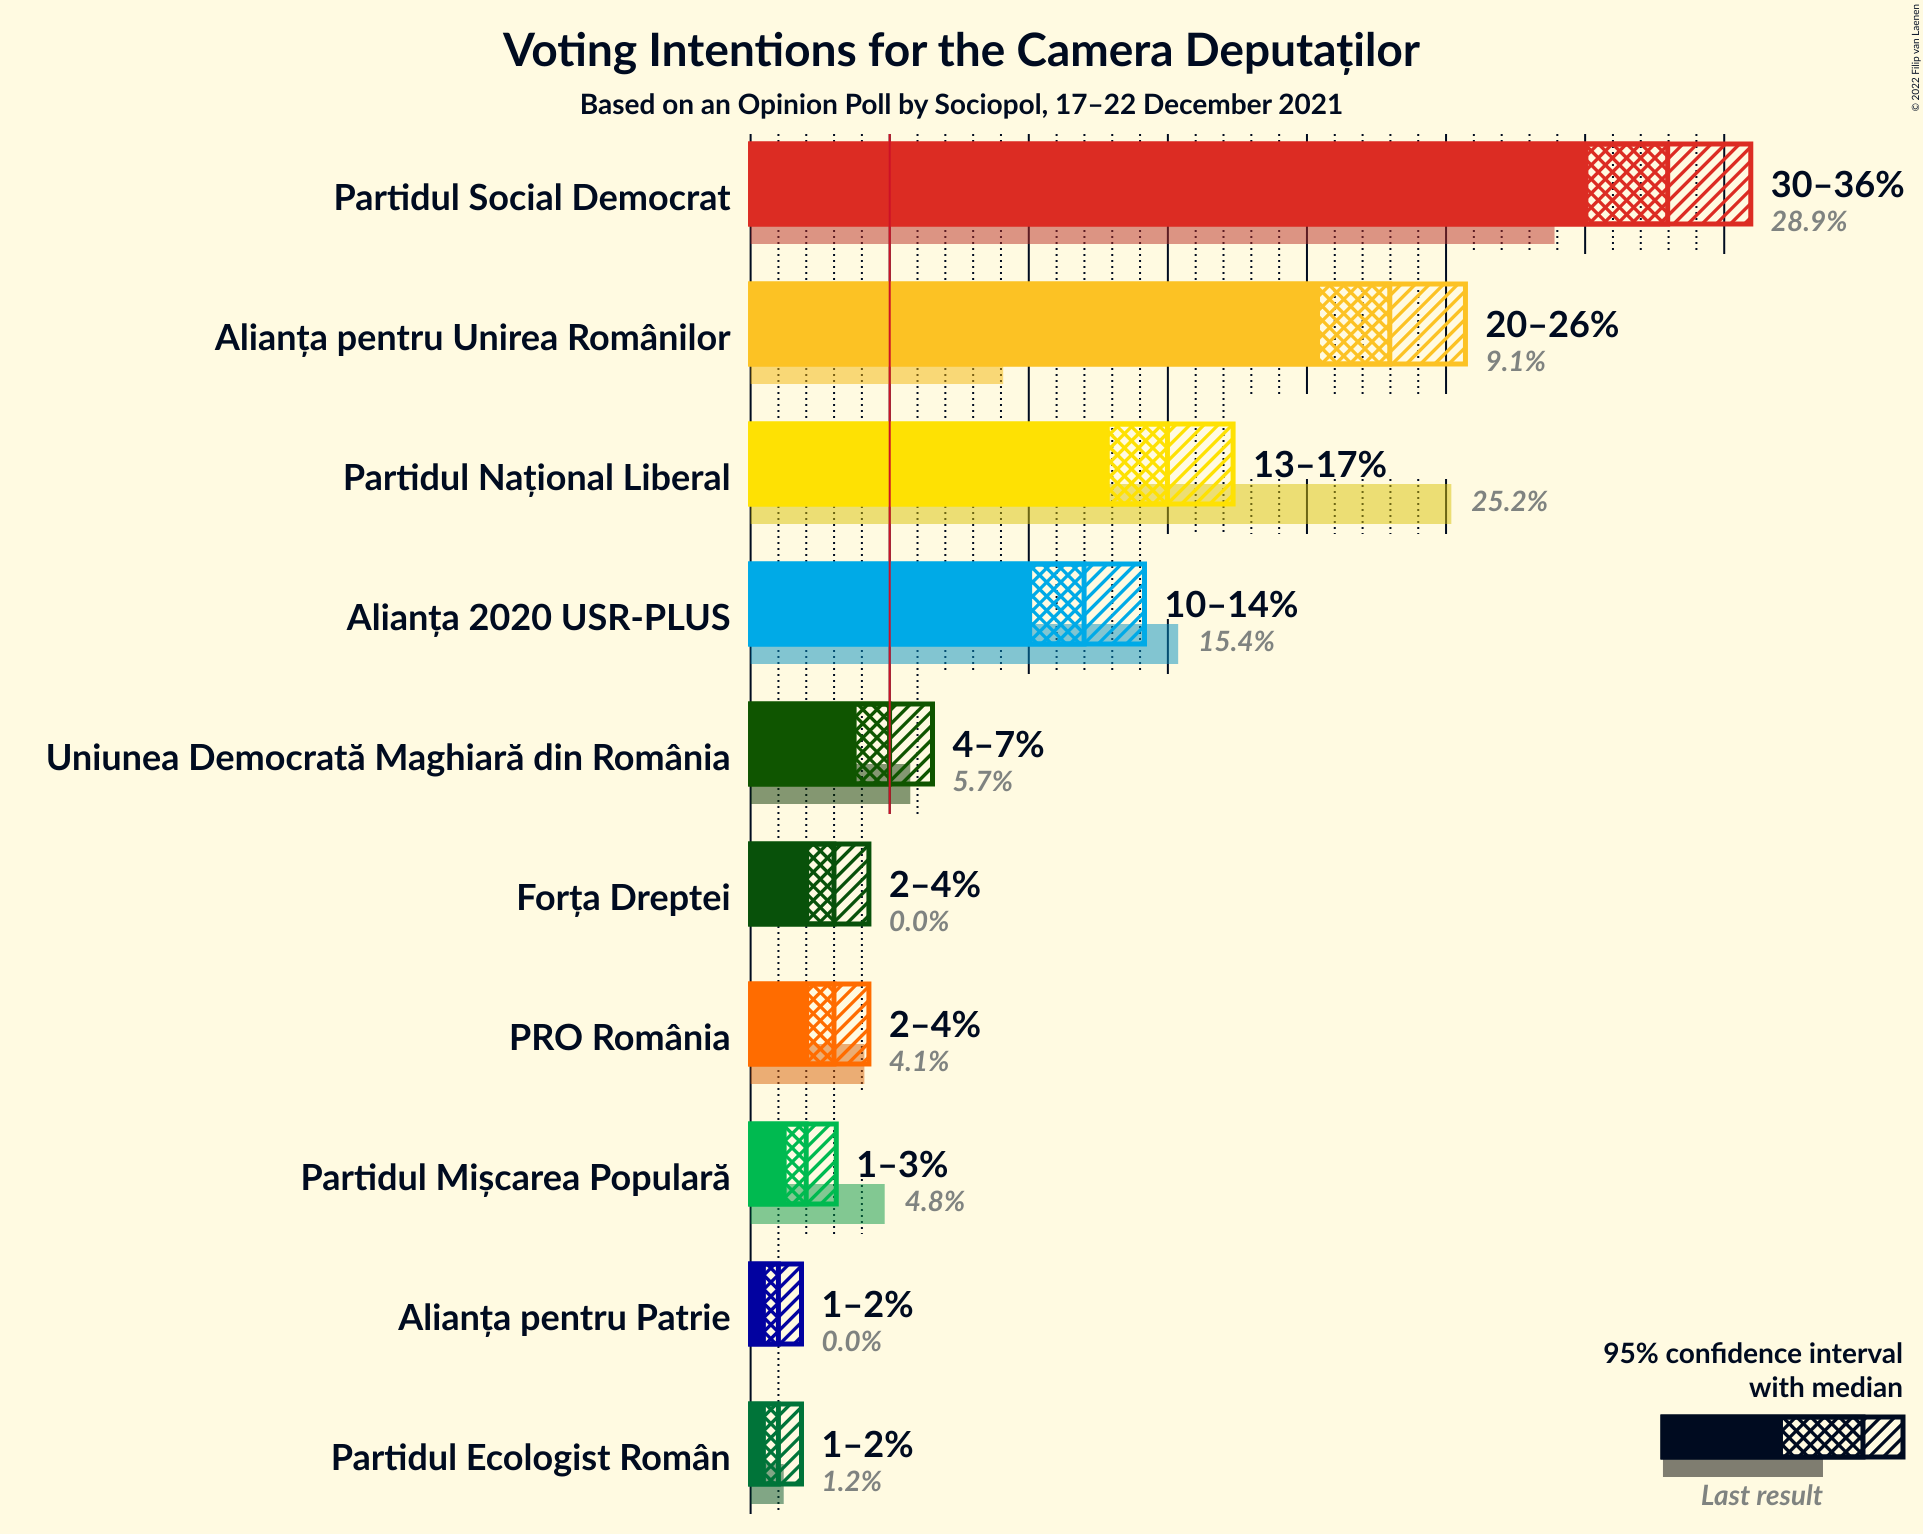 Voting Intentions for the Camera Deputaților
Based on an Opinion Poll by Sociopol, 17–22 December 2021
© 2022 Filip van Laenen
Partidul Social Democrat
30–36%
28.9%
Alianța pentru Unirea Românilor
20–26%
9.1%
Partidul Național Liberal
13–17%
25.2%
Alianța 2020 USR-PLUS
10–14%
15.4%
Uniunea Democrată Maghiară din România
4–7%
5.7%
Forța Dreptei
2–4%
0.0%
PRO România
2–4%
4.1%
Partidul Mișcarea Populară
1–3%
4.8%
Alianța pentru Patrie
1–2%
0.0%
Partidul Ecologist Român
1–2%
1.2%
95% confidence interval
with median
Last result